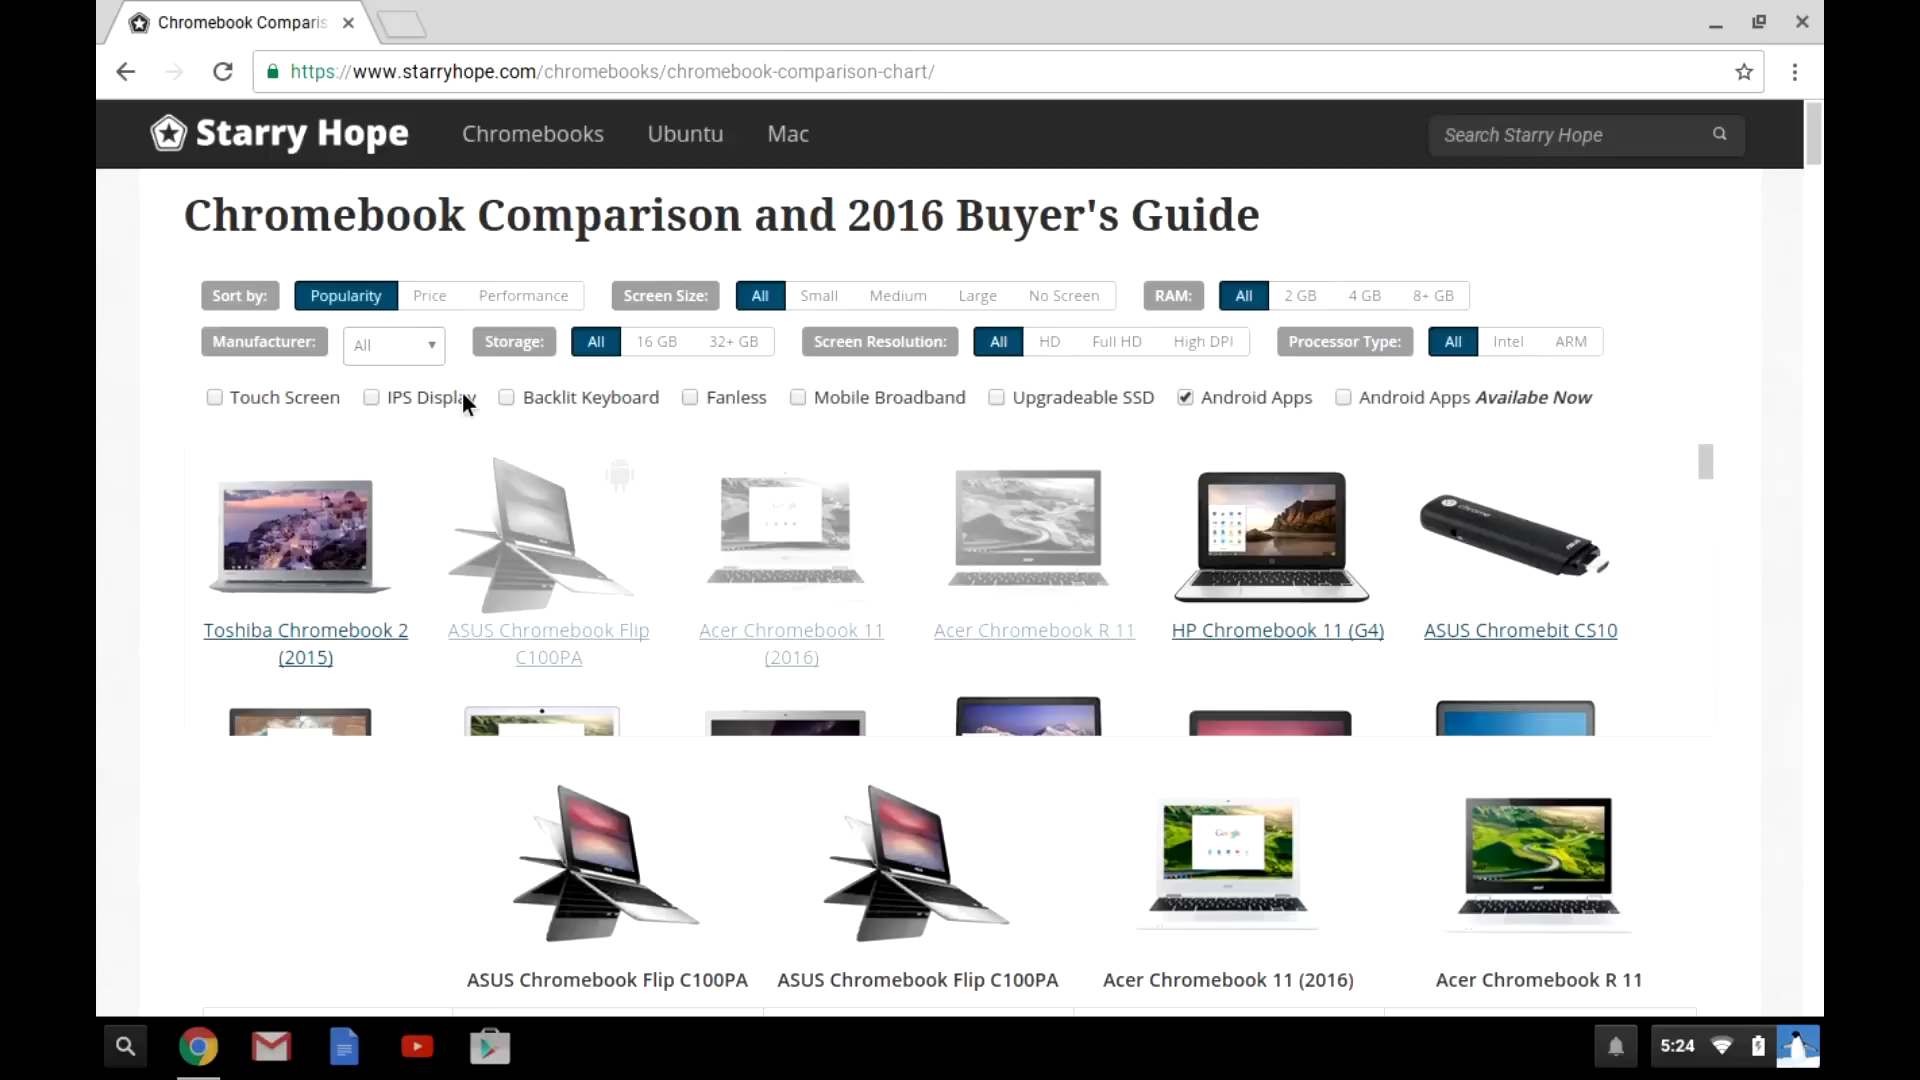 Chromebook Comparis
https://www.starryhope.com/chromebooks/chromebook-comparison-chart/
Starry Hope Chromebooks Ubuntu Mac Search Starry Hope
Chromebook Comparison and 2016 Buyer's Guide
Sort by: Popularity Price Performance Screen Size: All Small Medium Large No Screen RAM: All 2 GB 4 GB 8+ GB
Manufacturer: All Storage: All 16 GB 32+ GB Screen Resolution: All HD Full HD High DPI Processor Type: All Intel ARM
Touch Screen IPS Display Backlit Keyboard Fanless Mobile Broadband Upgradeable SSD Android Apps Android Apps Availabe Now
chrome
Toshiba Chromebook 2 ASUS Chromebook Flip Acer Chromebook 11 Acer Chromebook R 11 HP Chromebook 11 (G4) ASUS Chromebit CS10
(2015) C100PA (2016)
Google
ASUS Chromebook Flip C100PA ASUS Chromebook Flip C100PA Acer Chromebook 11 (2016) Acer Chromebook R 11
5:24